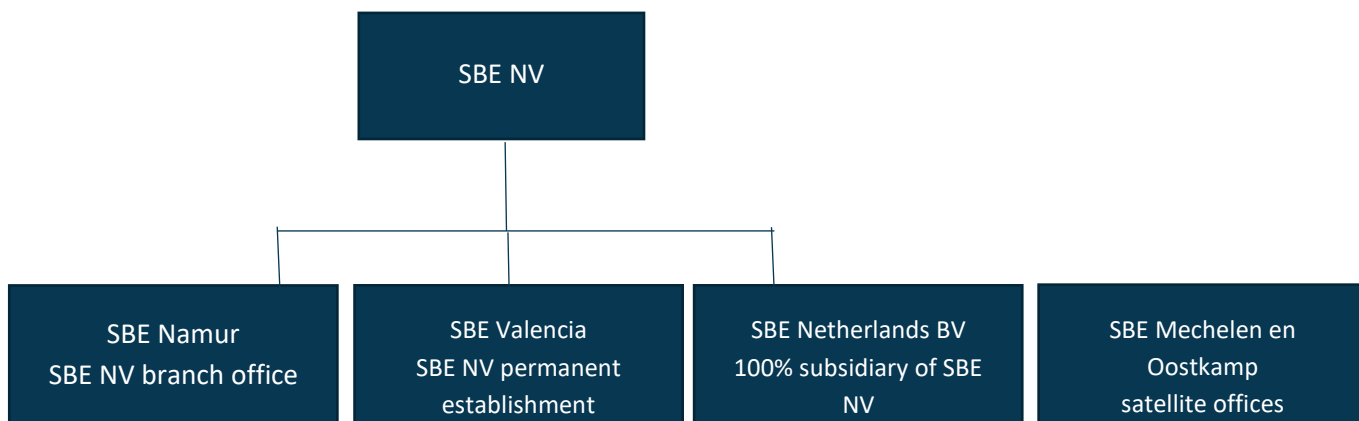 SBE NV
SBE Namur
SBE NV branch office
SBE Valencia
SBE NV permanent
establishment
SBE Netherlands BV
100% subsidiary of SBE
NV
SBE Mechelen en
Oostkamp
satellite offices